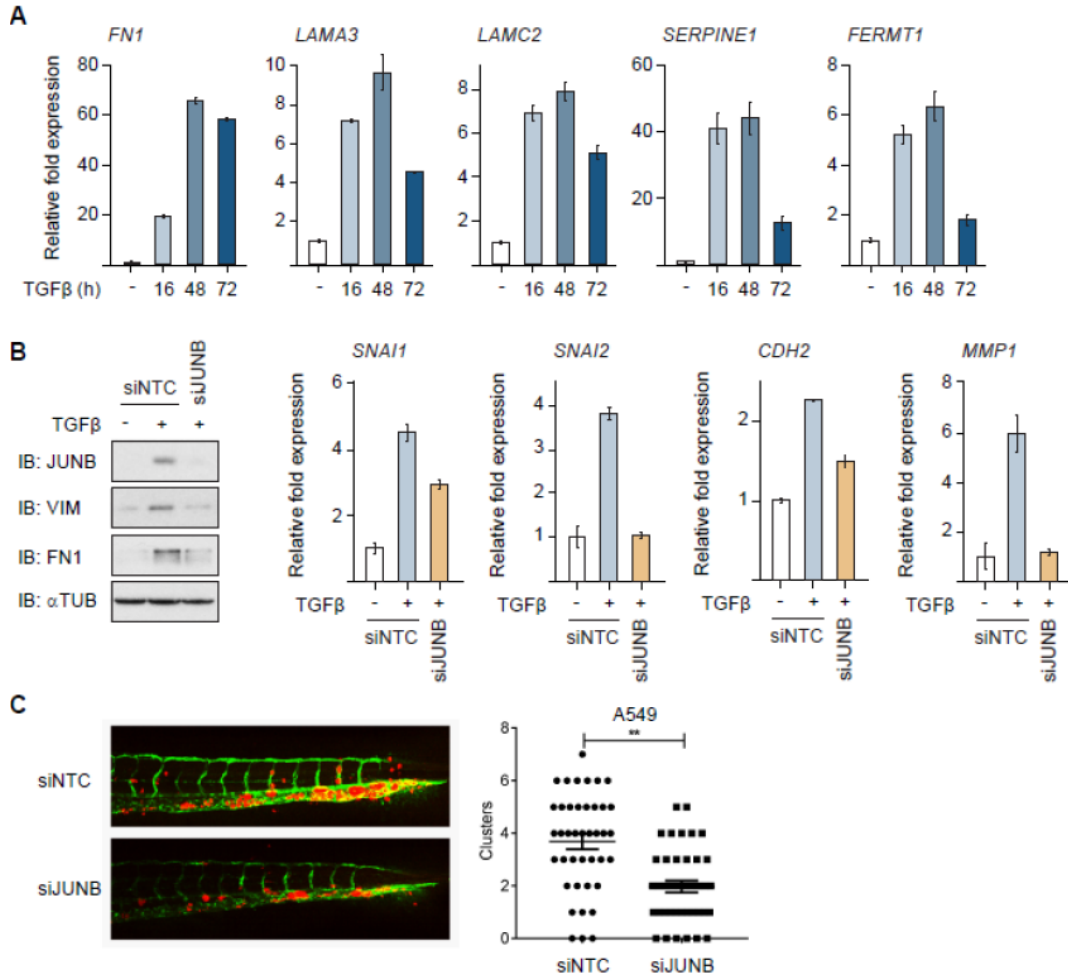 A
FN1 LAMA3 LAMC2 SERPINE1 FERMT1
Relative fold expression
80
60
40
20
10
8
6
4
2
10
8
6
4
2
60
40
20
8
6
4
2
TGFβ (h) - 16 48 72 - 16 48 72 - 16 48 72 - 16 48 72 - 16 48 72
B
siNTC siJUNB
TGFβ - + +
IB: JUNB
IB: VIM
IB: FN1
IB: αTUB
SNAI1 SNAI2 CDH2 MMP1
Relative fold expression
6
4
2
Relative fold expression
4
3
2
1
Relative fold expression
2
1
Relative fold expression
8
6
4
2
TGFβ - + + TGFβ - + + TGFβ - + + TGFβ - + +
siNTC siJUNB siNTC siJUNB siNTC siJUNB siNTC siJUNB
C
siNTC
siJUNB
A549
**
Clusters
8
6
4
2
0
siNTC siJUNB